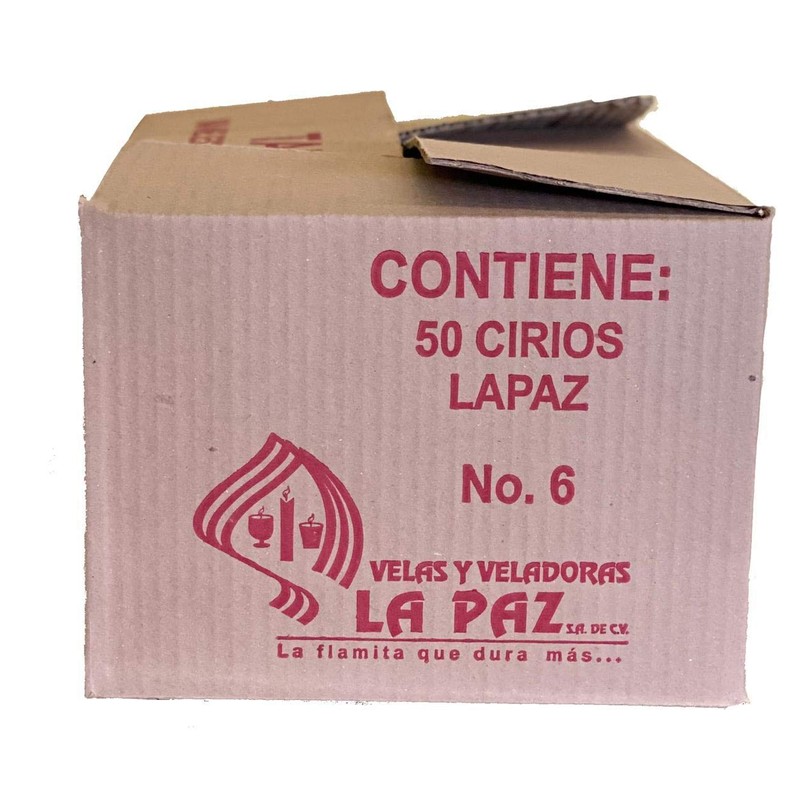 CONTIENE:
50 CIRIOS
LAPAZ
No. 6
VELAS Y VELADORAS
LA PAZ S.A. DE C.V.
La flamita que dura más...